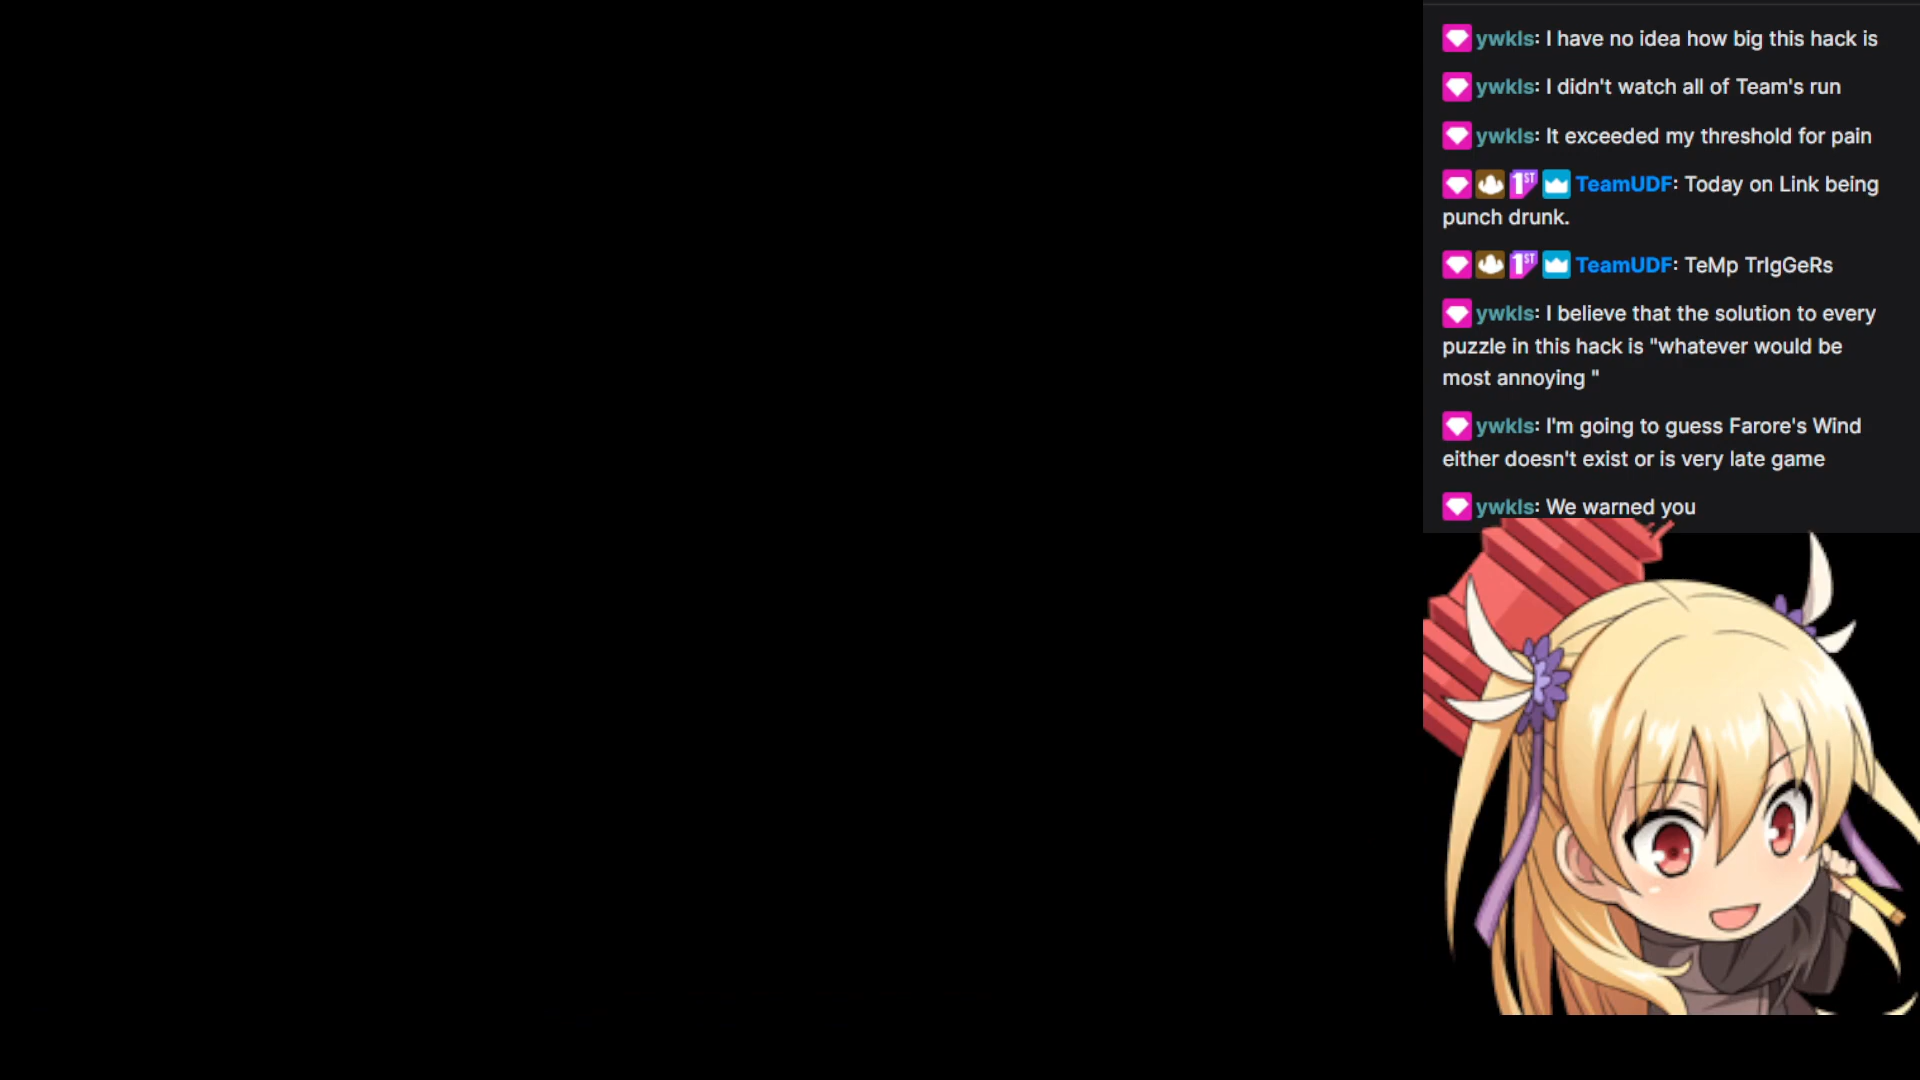 ywkls: I have no idea how big this hack is
ywkls: I didn't watch all of Team's run
ywkls: It exceeded my threshold for pain
1ST TeamUDF: Today on Link being
punch drunk.
1ST TeamUDF: TeMp TrIgGeRs
ywkls: I believe that the solution to every
puzzle in this hack is "whatever would be
most annoying "
ywkls: I'm going to guess Farore's Wind
either doesn't exist or is very late game
ywkls: We warned you